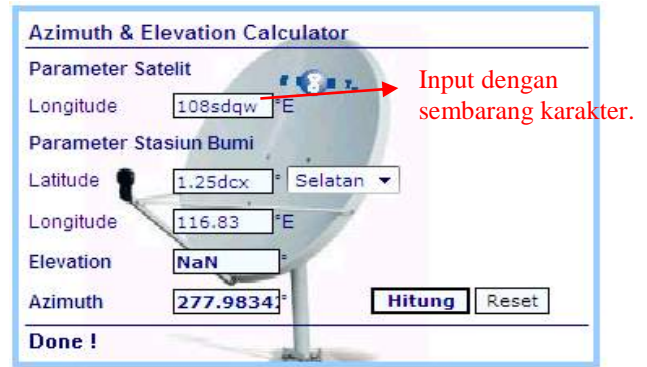 Azimuth & Elevation Calculator
Parameter Satelit
Longitude 108sdqw °E
Input dengan
sembarang karakter.
Parameter Stasiun Bumi
Latitude 1.25dcx ° Selatan
Longitude 116.83 °E
Elevation NaN °
Azimuth 277.9834 ° Hitung Reset
Done !